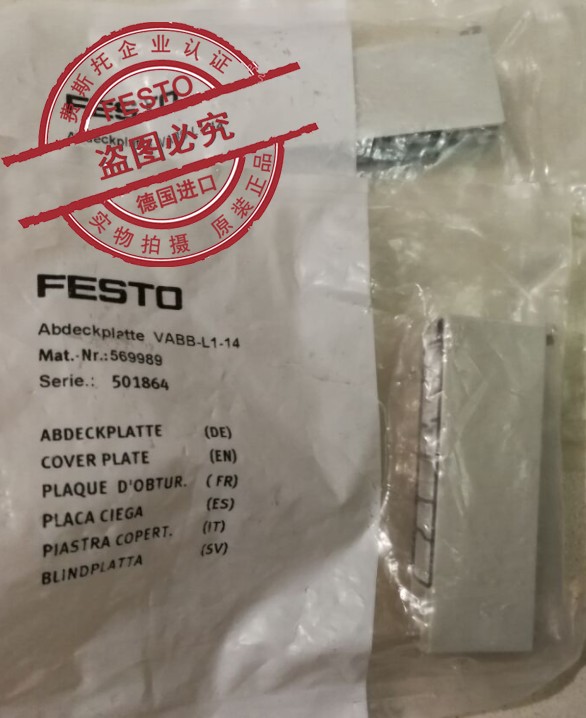 费斯托企业认证
FESTO
FESTO
盗图必究
德国进口
实物拍摄 原装正品
FESTO
Abdeckplatte VABB-L1-14
Mat.-Nr.:569989
Serie.: 501864
ABDECKPLATTE (DE)
COVER PLATE (EN)
PLAQUE D'OBTUR. (FR)
PLACA CIEGA (ES)
PIASTRA COPERT. (IT)
BLINDPLATTA (SV)